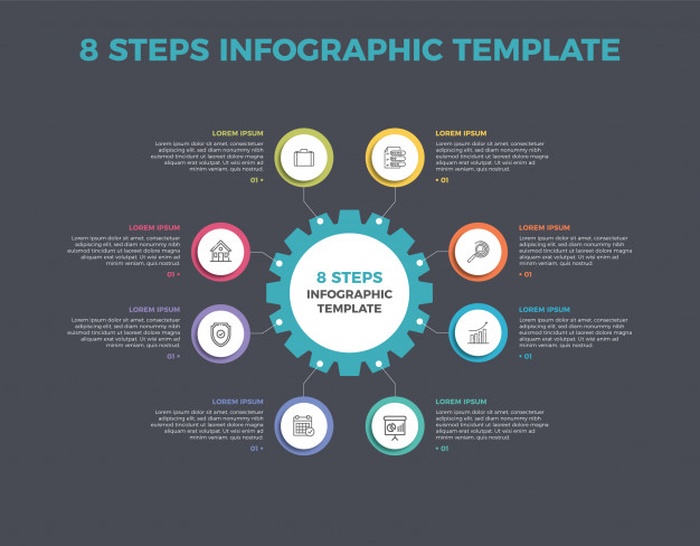 8 STEPS INFOGRAPHIC TEMPLATE
LOREM IPSUM
Lorem ipsum dolor sit amet, consectetuer
adipiscing elit, sed diam nonummy nibh
euismod tincidunt ut laoreet dolore magna
aliquam erat volutpat. Ut wisi enim ad
minim veniam, quis nostrud exerci.
01
LOREM IPSUM
Lorem ipsum dolor sit amet, consectetuer
adipiscing elit, sed diam nonummy nibh
euismod tincidunt ut laoreet dolore magna
aliquam erat volutpat. Ut wisi enim ad
minim veniam, quis nostrud exerci.
01
LOREM IPSUM
Lorem ipsum dolor sit amet, consectetuer
adipiscing elit, sed diam nonummy nibh
euismod tincidunt ut laoreet dolore magna
aliquam erat volutpat. Ut wisi enim ad
minim veniam, quis nostrud exerci.
01
LOREM IPSUM
Lorem ipsum dolor sit amet, consectetuer
adipiscing elit, sed diam nonummy nibh
euismod tincidunt ut laoreet dolore magna
aliquam erat volutpat. Ut wisi enim ad
minim veniam, quis nostrud exerci.
01
8 STEPS
INFOGRAPHIC
TEMPLATE
LOREM IPSUM
Lorem ipsum dolor sit amet, consectetuer
adipiscing elit, sed diam nonummy nibh
euismod tincidunt ut laoreet dolore magna
aliquam erat volutpat. Ut wisi enim ad
minim veniam, quis nostrud exerci.
01
LOREM IPSUM
Lorem ipsum dolor sit amet, consectetuer
adipiscing elit, sed diam nonummy nibh
euismod tincidunt ut laoreet dolore magna
aliquam erat volutpat. Ut wisi enim ad
minim veniam, quis nostrud exerci.
01
LOREM IPSUM
Lorem ipsum dolor sit amet, consectetuer
adipiscing elit, sed diam nonummy nibh
euismod tincidunt ut laoreet dolore magna
aliquam erat volutpat. Ut wisi enim ad
minim veniam, quis nostrud exerci.
01
LOREM IPSUM
Lorem ipsum dolor sit amet, consectetuer
adipiscing elit, sed diam nonummy nibh
euismod tincidunt ut laoreet dolore magna
aliquam erat volutpat. Ut wisi enim ad
minim veniam, quis nostrud exerci.
01